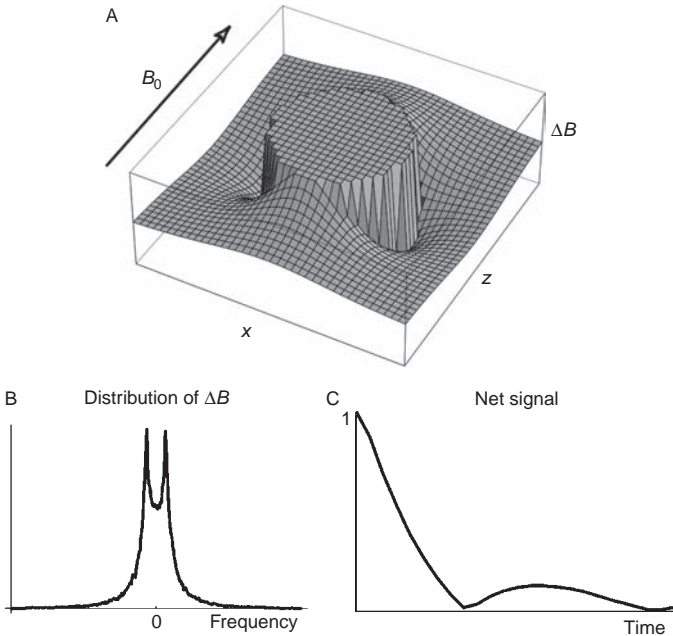 A
B₀
ΔB
z
x
B
Distribution of ΔB
0
Frequency
C
Net signal
1
Time